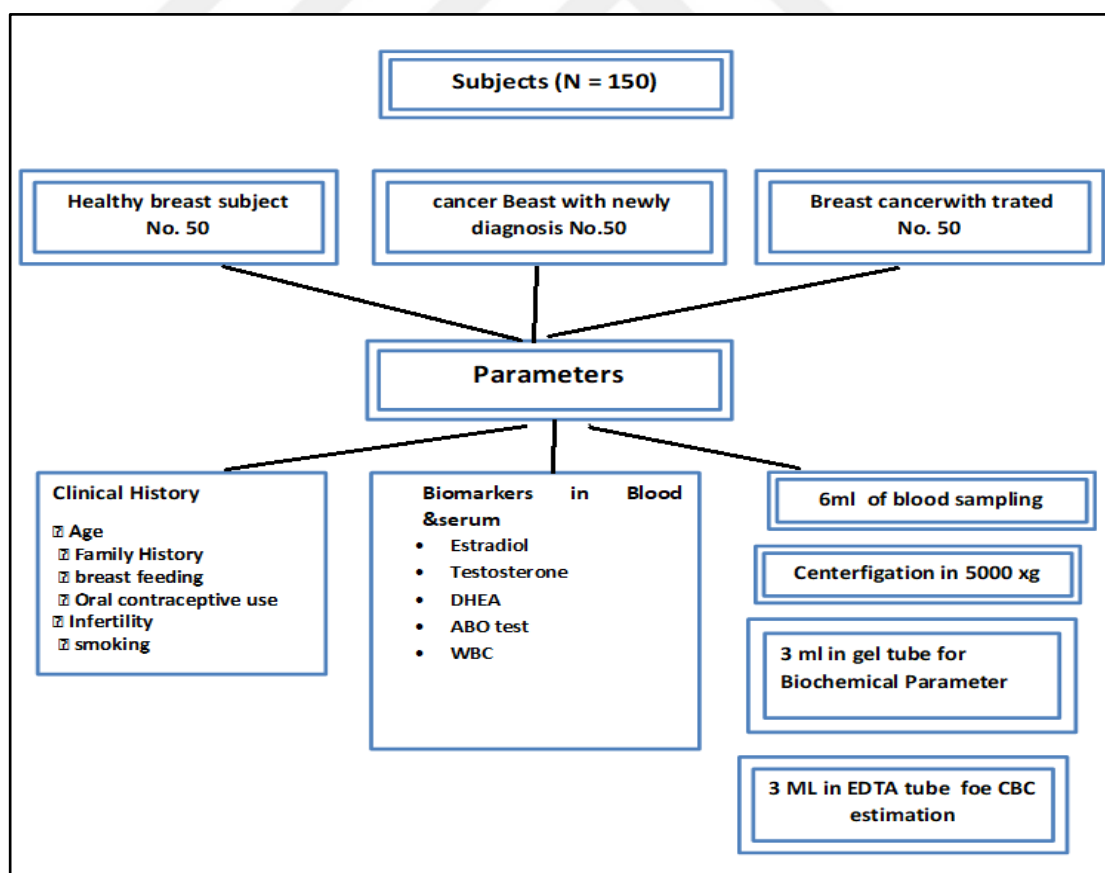 Subjects (N = 150)
Healthy breast subject
No. 50
cancer Beast with newly
diagnosis No.50
Breast cancerwith trated
No. 50
Parameters
Clinical History
⍰ Age
⍰ Family History
⍰ breast feeding
⍰ Oral contraceptive use
⍰ Infertility
⍰ smoking
Biomarkers in Blood
&serum
• Estradiol
• Testosterone
• DHEA
• ABO test
• WBC
6ml of blood sampling
Centerfigation in 5000 xg
3 ml in gel tube for
Biochemical Parameter
3 ML in EDTA tube foe CBC
estimation